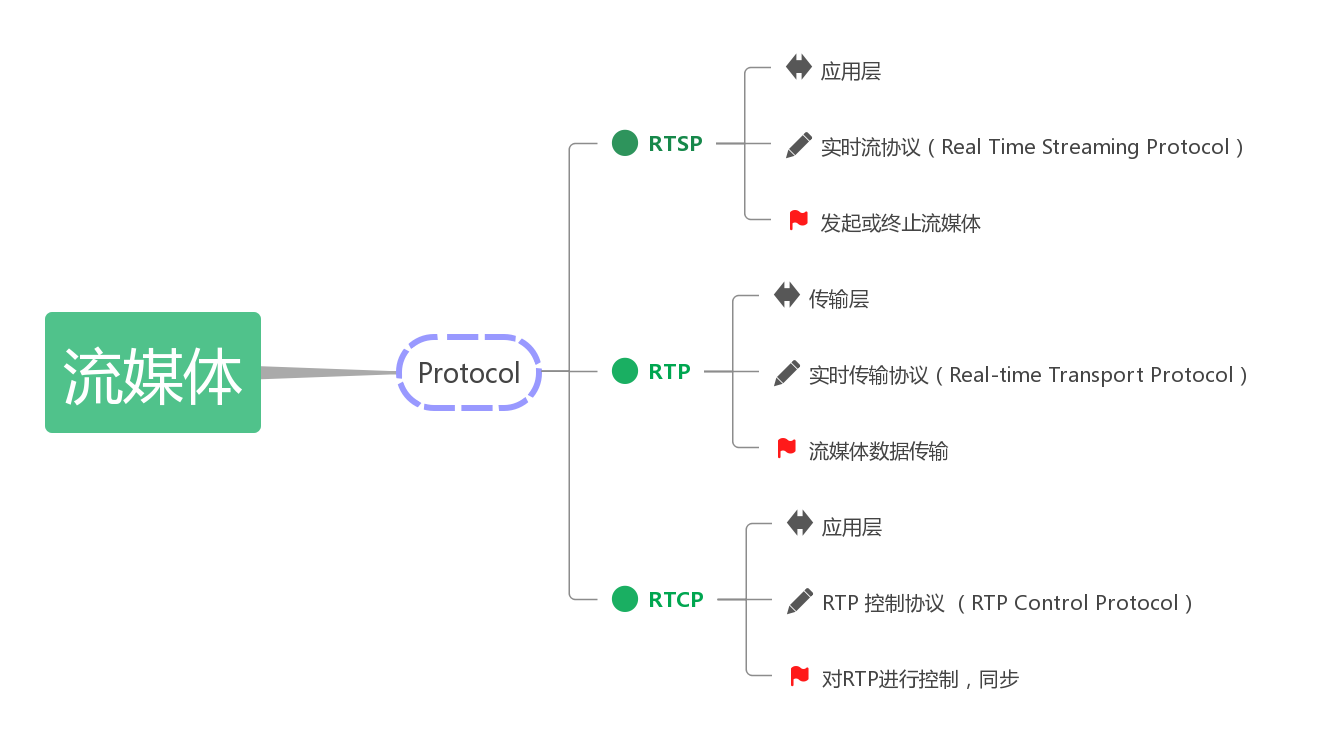 流媒体
Protocol
RTSP
应用层
实时流协议（Real Time Streaming Protocol）
发起或终止流媒体
RTP
传输层
实时传输协议（Real-time Transport Protocol）
流媒体数据传输
RTCP
应用层
RTP 控制协议 （RTP Control Protocol）
对RTP进行控制，同步